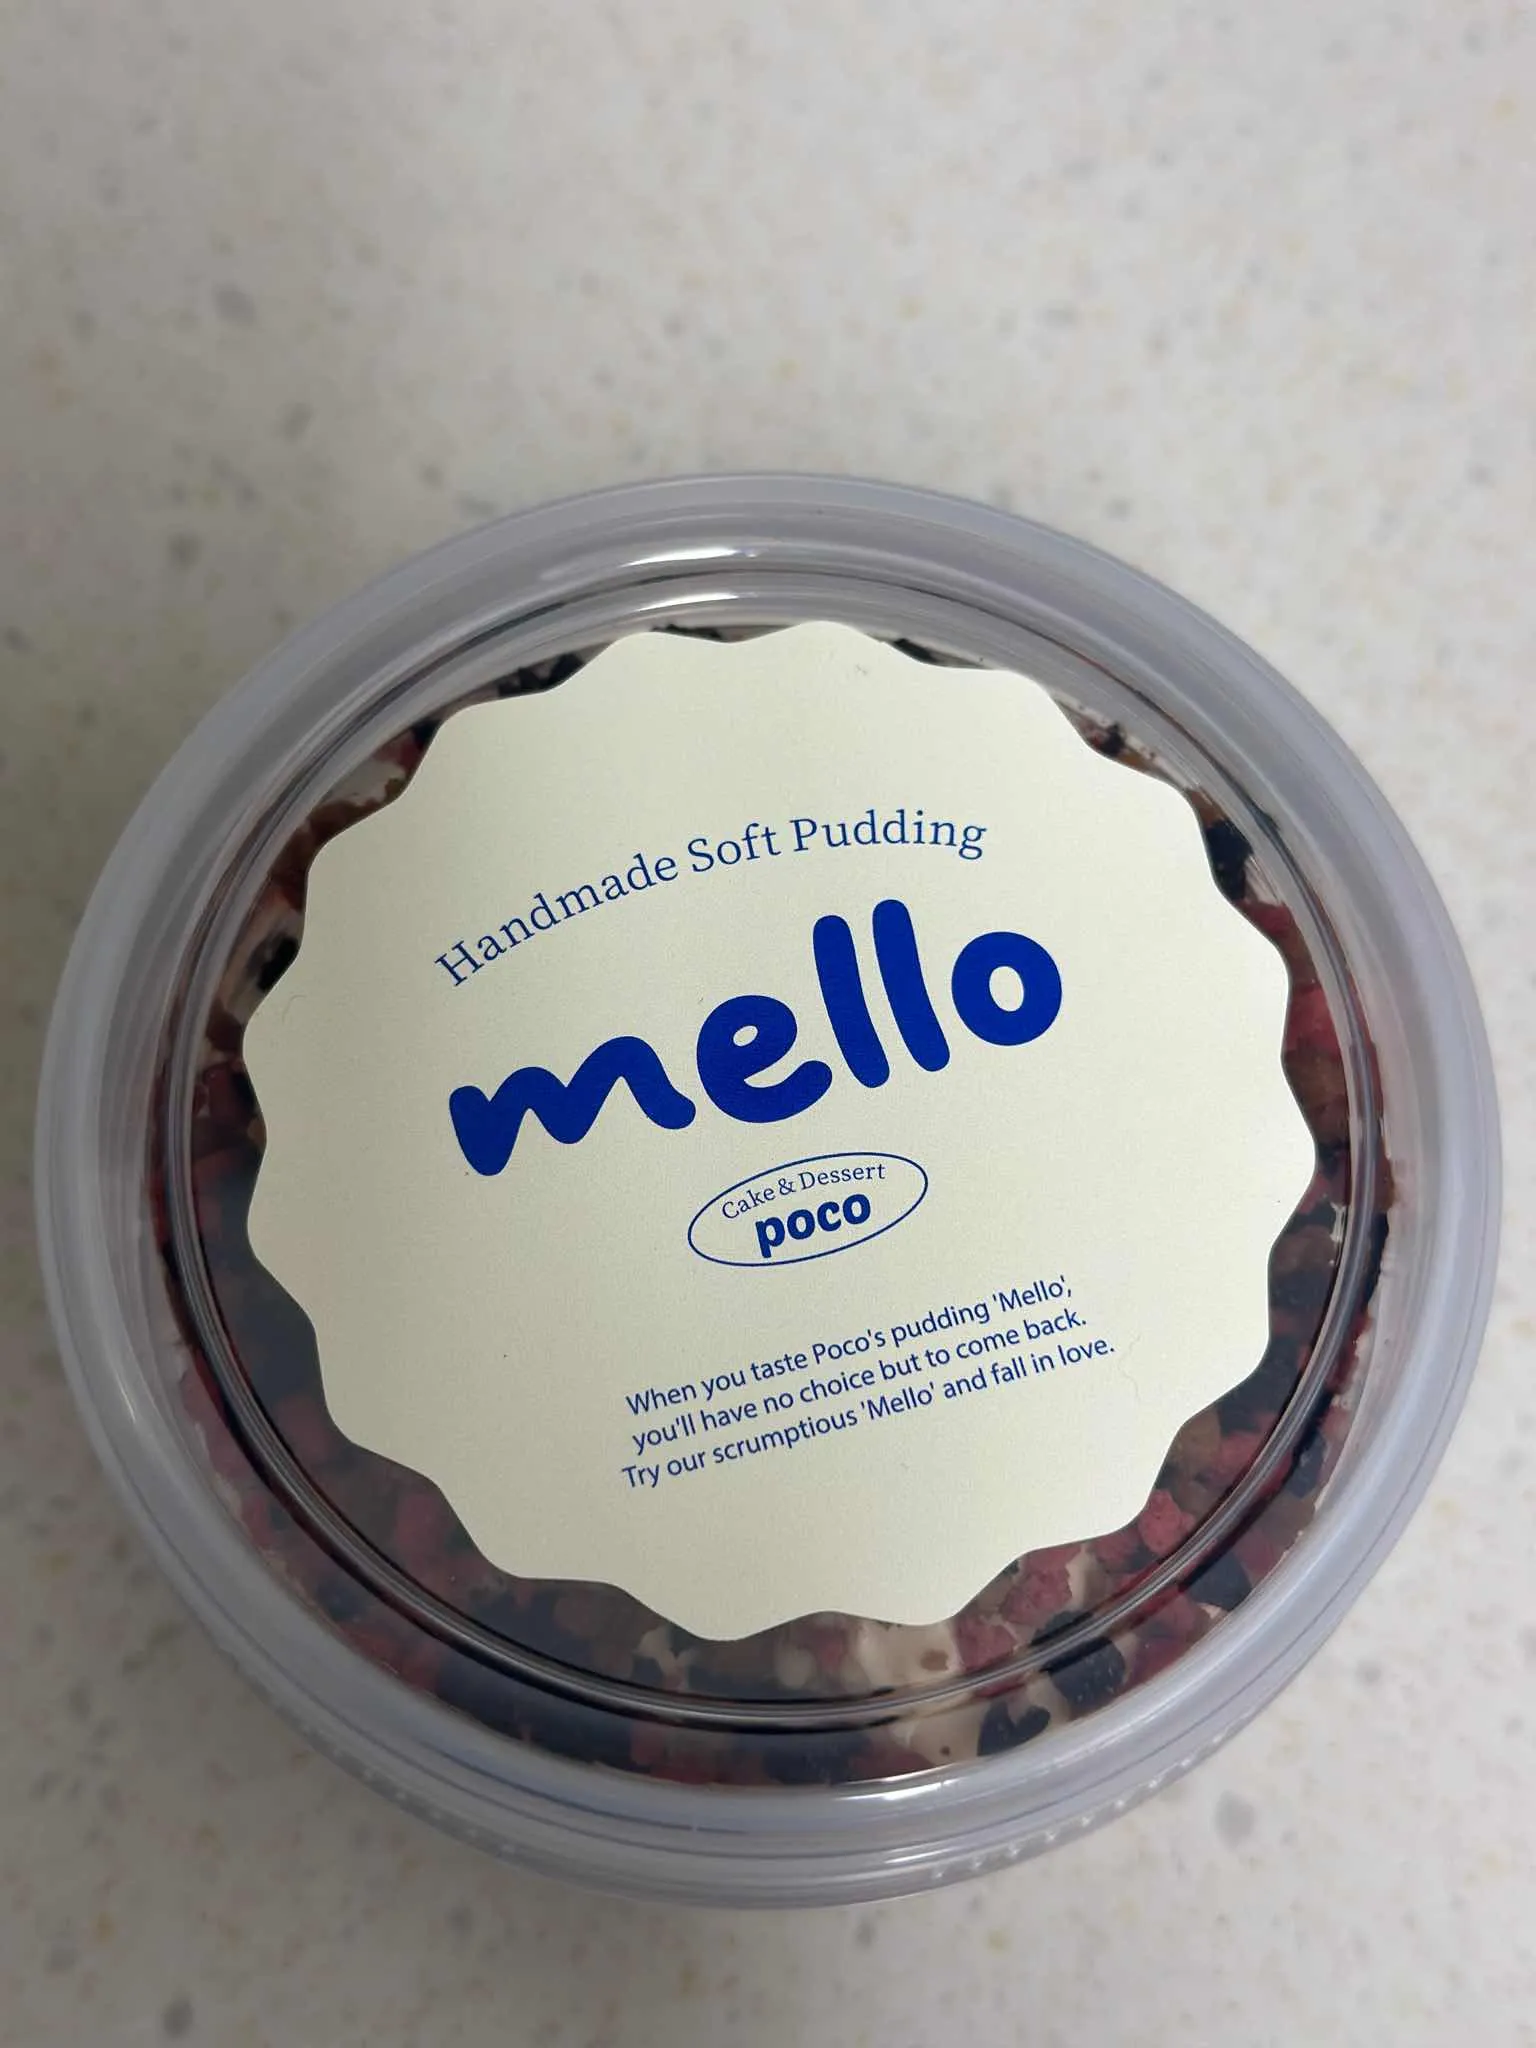 Handmade Soft Pudding
mello
Cake & Dessert
poco
When you taste Poco's pudding 'Mello',
you'll have no choice but to come back.
Try our scrumptious 'Mello' and fall in love.